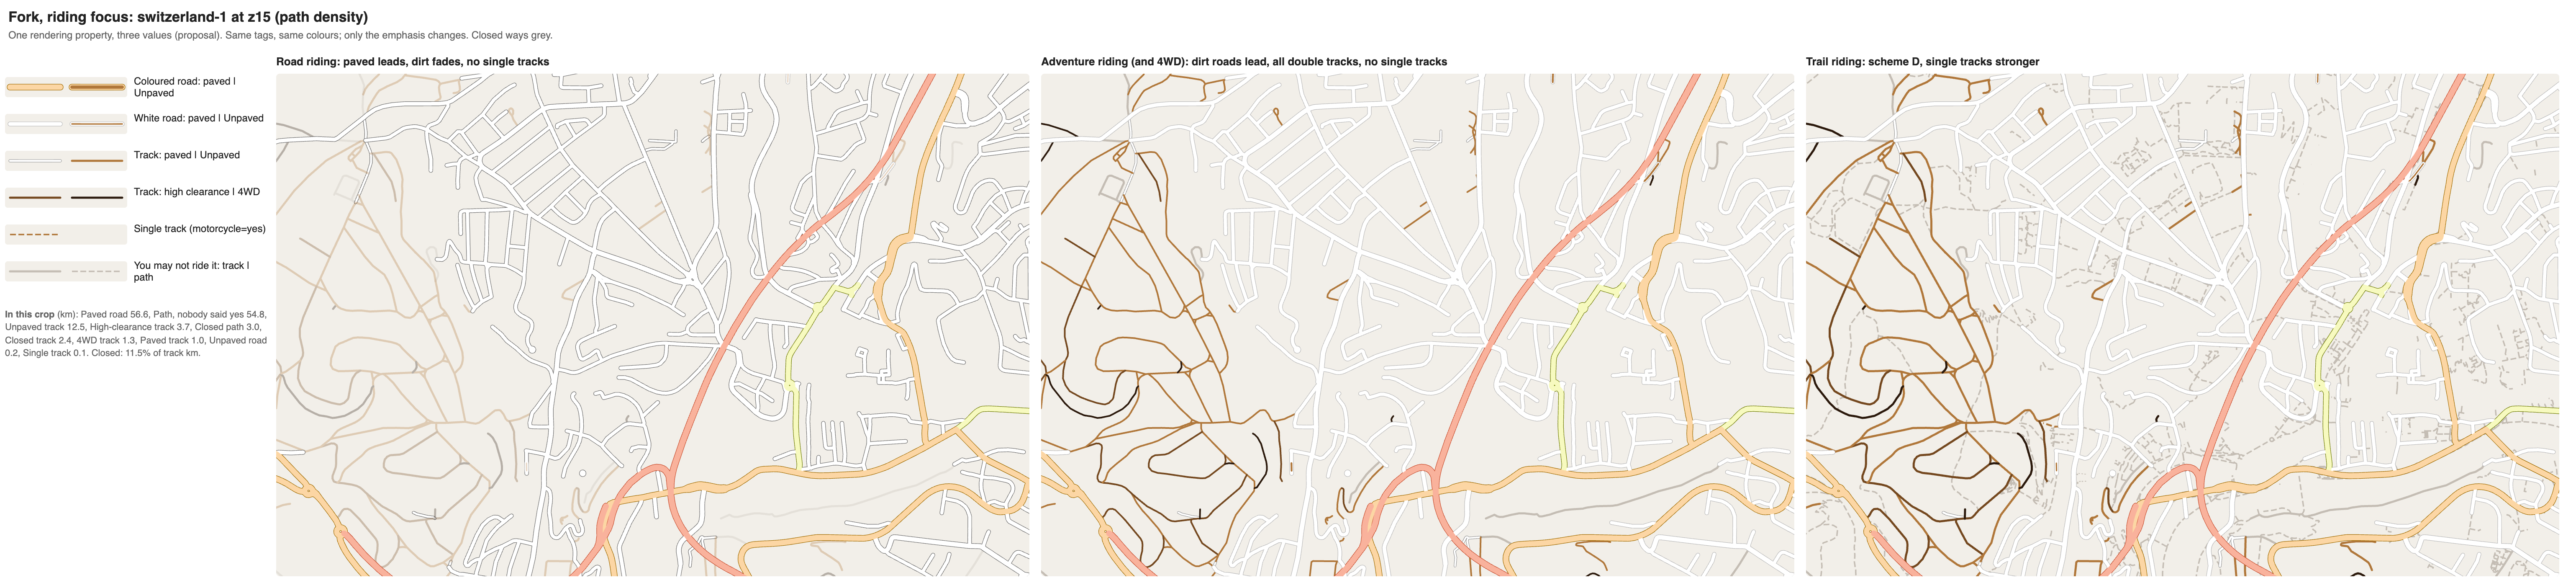 Fork, riding focus: switzerland-1 at z15 (path density)
One rendering property, three values (proposal). Same tags, same colours; only the emphasis changes. Closed ways grey.
Coloured road: paved |
Unpaved
White road: paved | Unpaved
Track: paved | Unpaved
Track: high clearance | 4WD
Single track (motorcycle=yes)
You may not ride it: track |
path
In this crop (km): Paved road 56.6, Path, nobody said yes 54.8,
Unpaved track 12.5, High-clearance track 3.7, Closed path 3.0,
Closed track 2.4, 4WD track 1.3, Paved track 1.0, Unpaved road
0.2, Single track 0.1. Closed: 11.5% of track km.
Road riding: paved leads, dirt fades, no single tracks
Adventure riding (and 4WD): dirt roads lead, all double tracks, no single tracks
Trail riding: scheme D, single tracks stronger